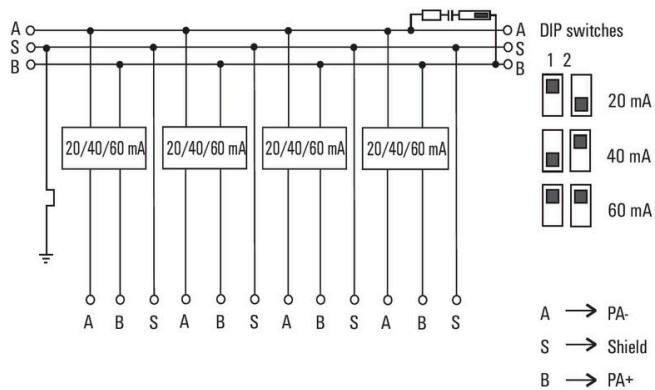 A A DIP switches
S S
B B 1 2
20/40/60 mA 20/40/60 mA 20/40/60 mA 20/40/60 mA
20 mA
40 mA
60 mA
A B S A B S A B S A B S
A → PA-
S → Shield
B → PA+